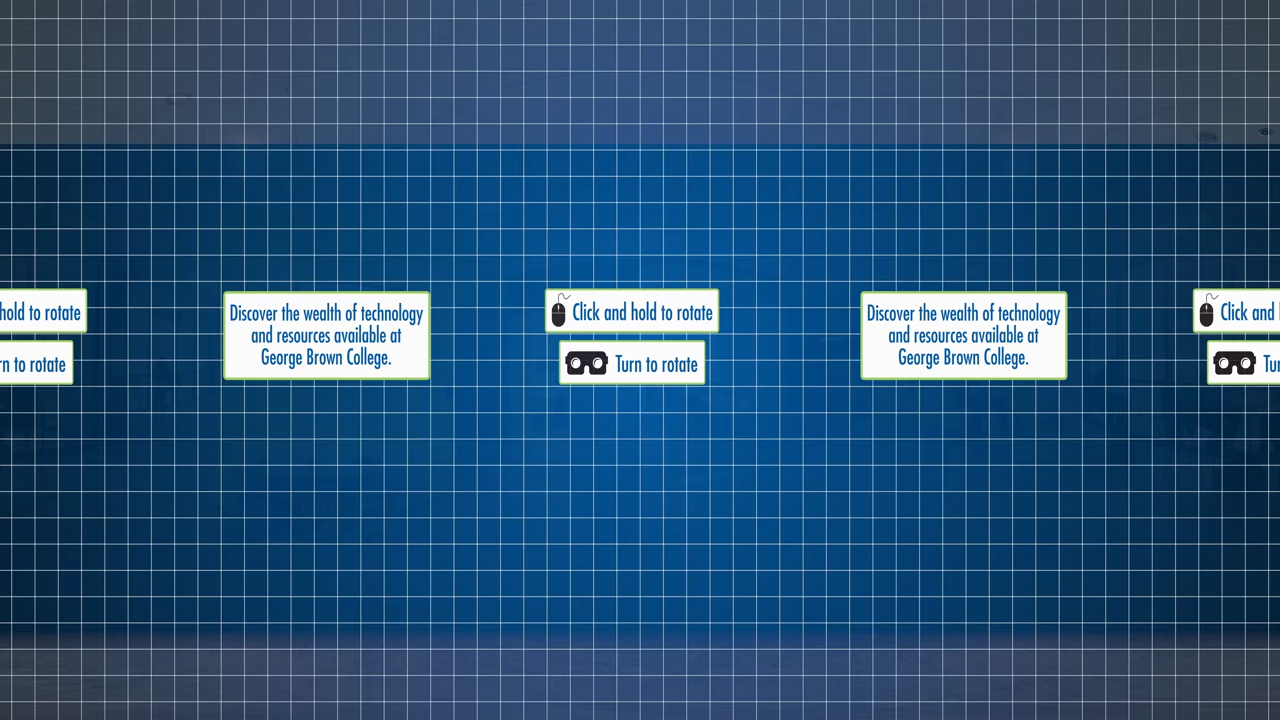 hold to rotate
rn to rotate
Discover the wealth of technology
and resources available at
George Brown College.
Click and hold to rotate
Turn to rotate
Discover the wealth of technology
and resources available at
George Brown College.
Click and
Tur